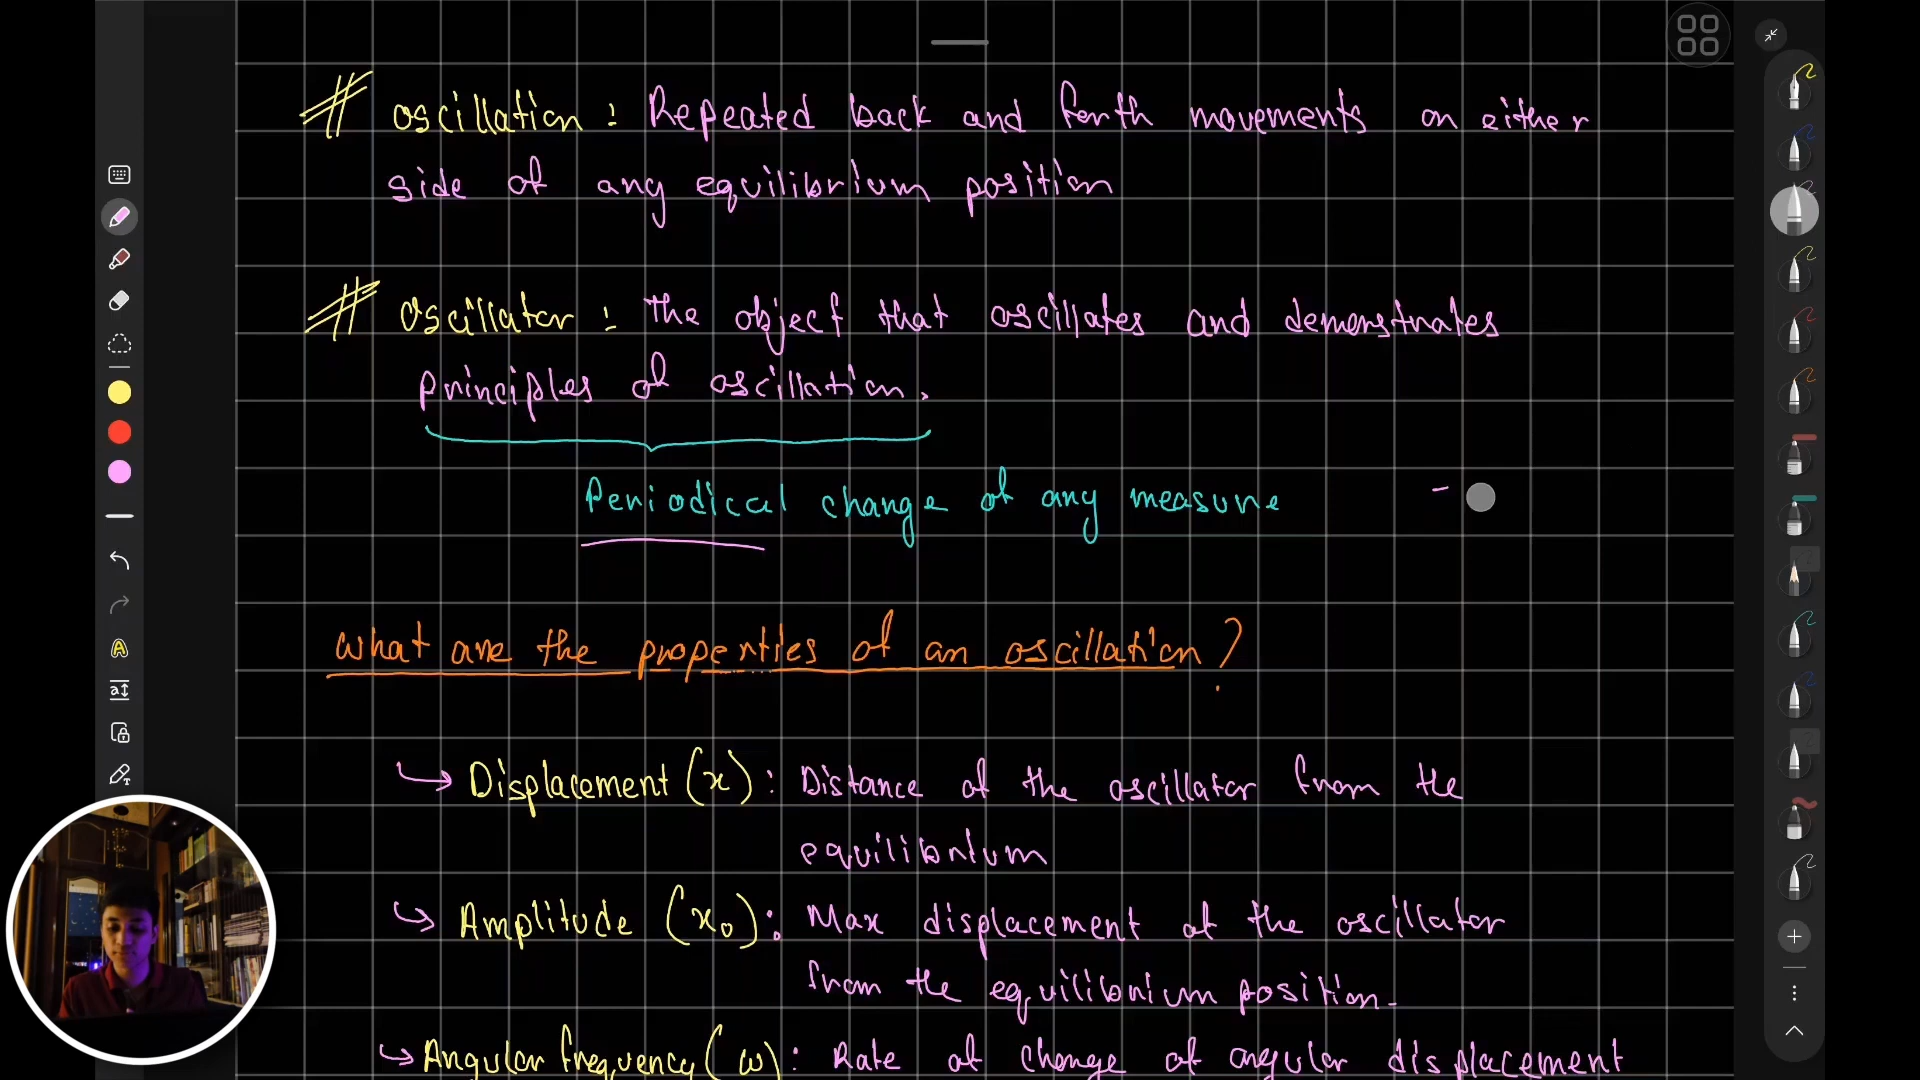 # oscillation : Repeated back and forth movements on either
side of any equilibrium position
# Oscillator : the object that oscillates and demonstrates
principles of oscillation.
Periodical change of any measure -
What are the properties of an oscillation ?
↳ Displacement (x) : Distance of the oscillator from the
equilibrium
↳ Amplitude (x₀) : Max displacement of the oscillator
from the equilibrium position.
↳ Angular frequency (ω) : Rate of change of angular displacement